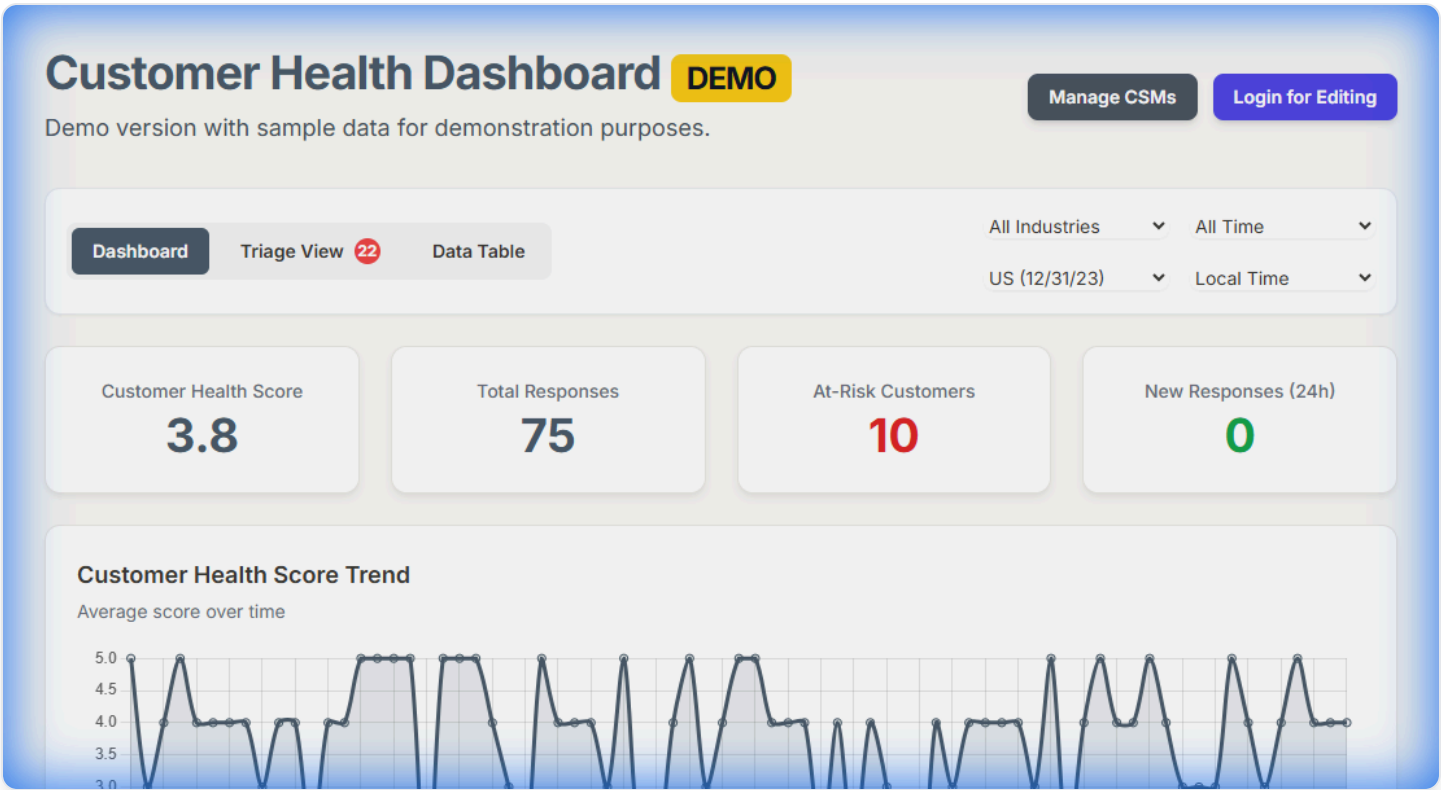 Customer Health Dashboard DEMO
Demo version with sample data for demonstration purposes.
Manage CSMs
Login for Editing
Dashboard
Triage View 22
Data Table
All Industries
All Time
US (12/31/23)
Local Time
Customer Health Score
3.8
Total Responses
75
At-Risk Customers
10
New Responses (24h)
0
Customer Health Score Trend
Average score over time
5.0
4.5
4.0
3.5
3.0